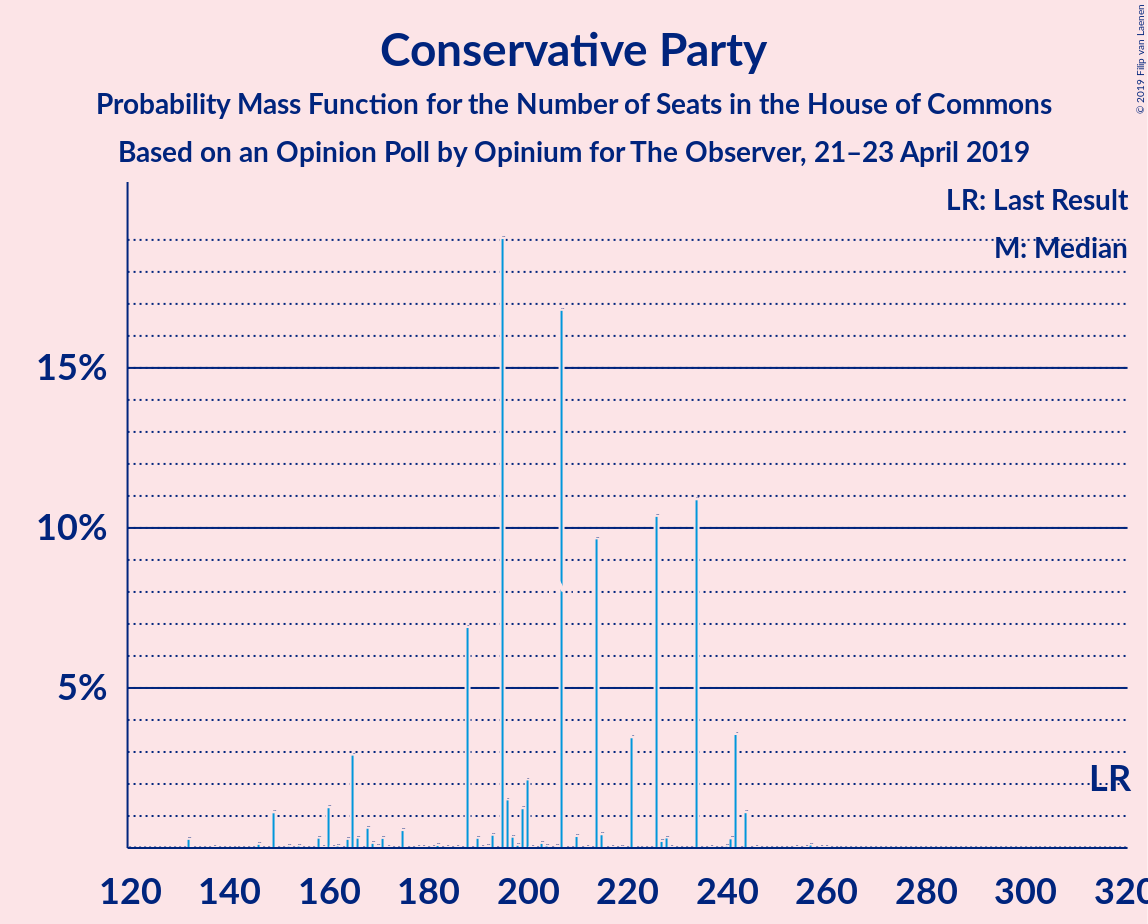 Conservative Party
Probability Mass Function for the Number of Seats in the House of Commons
Based on an Opinion Poll by Opinium for The Observer, 21–23 April 2019
© 2019 Filip van Laenen
LR: Last Result
M: Median
15%
10%
5%
LR
120 140 160 180 200 220 240 260 280 300 320